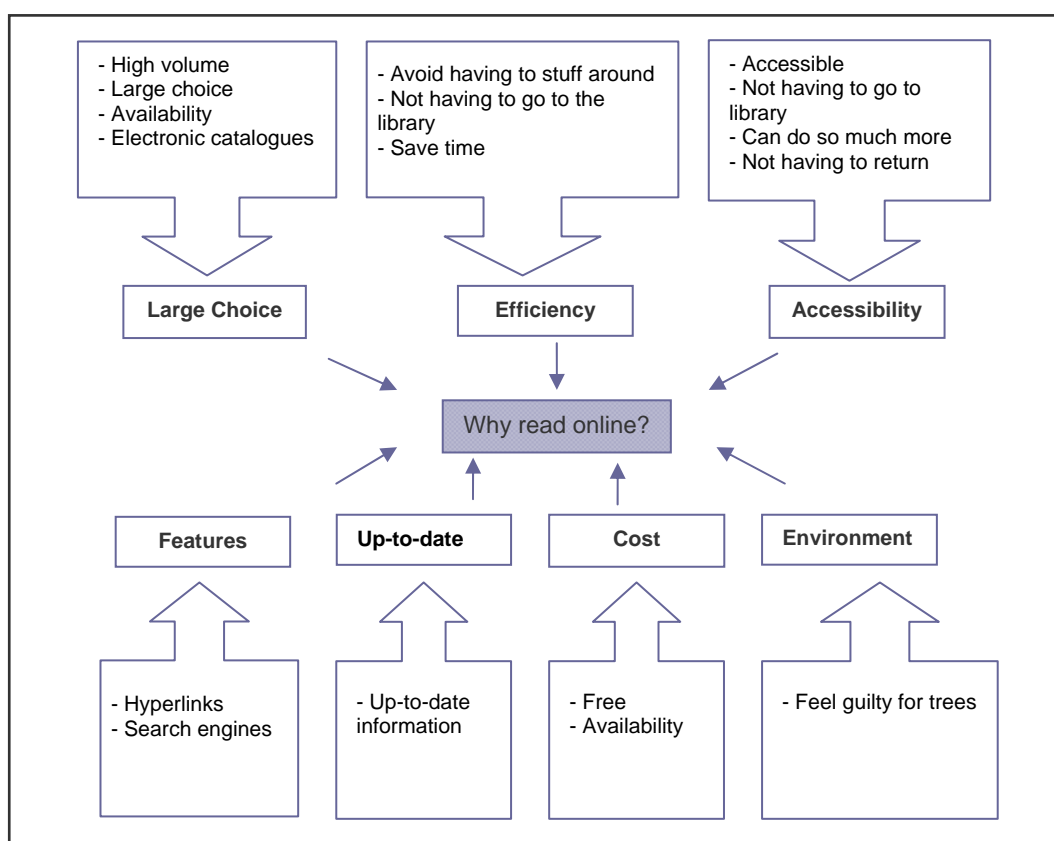 - High volume
- Large choice
- Availability
- Electronic catalogues
- Avoid having to stuff around
- Not having to go to the
library
- Save time
- Accessible
- Not having to go to
library
- Can do so much more
- Not having to return
Large Choice
Efficiency
Accessibility
Why read online?
Features
Up-to-date
Cost
Environment
- Hyperlinks
- Search engines
- Up-to-date
information
- Free
- Availability
- Feel guilty for trees